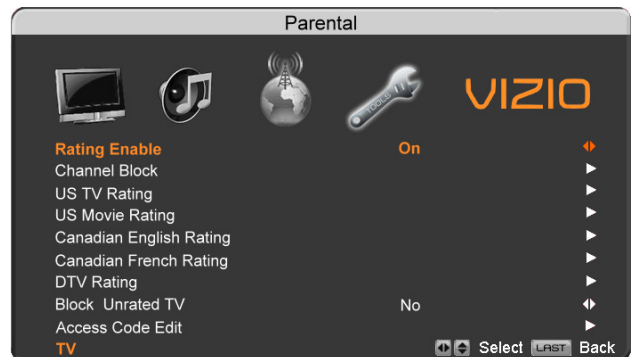 Parental
TOOLS
VIZIO
Rating Enable On
Channel Block
US TV Rating
US Movie Rating
Canadian English Rating
Canadian French Rating
DTV Rating
Block Unrated TV No
Access Code Edit
TV Select LAST Back